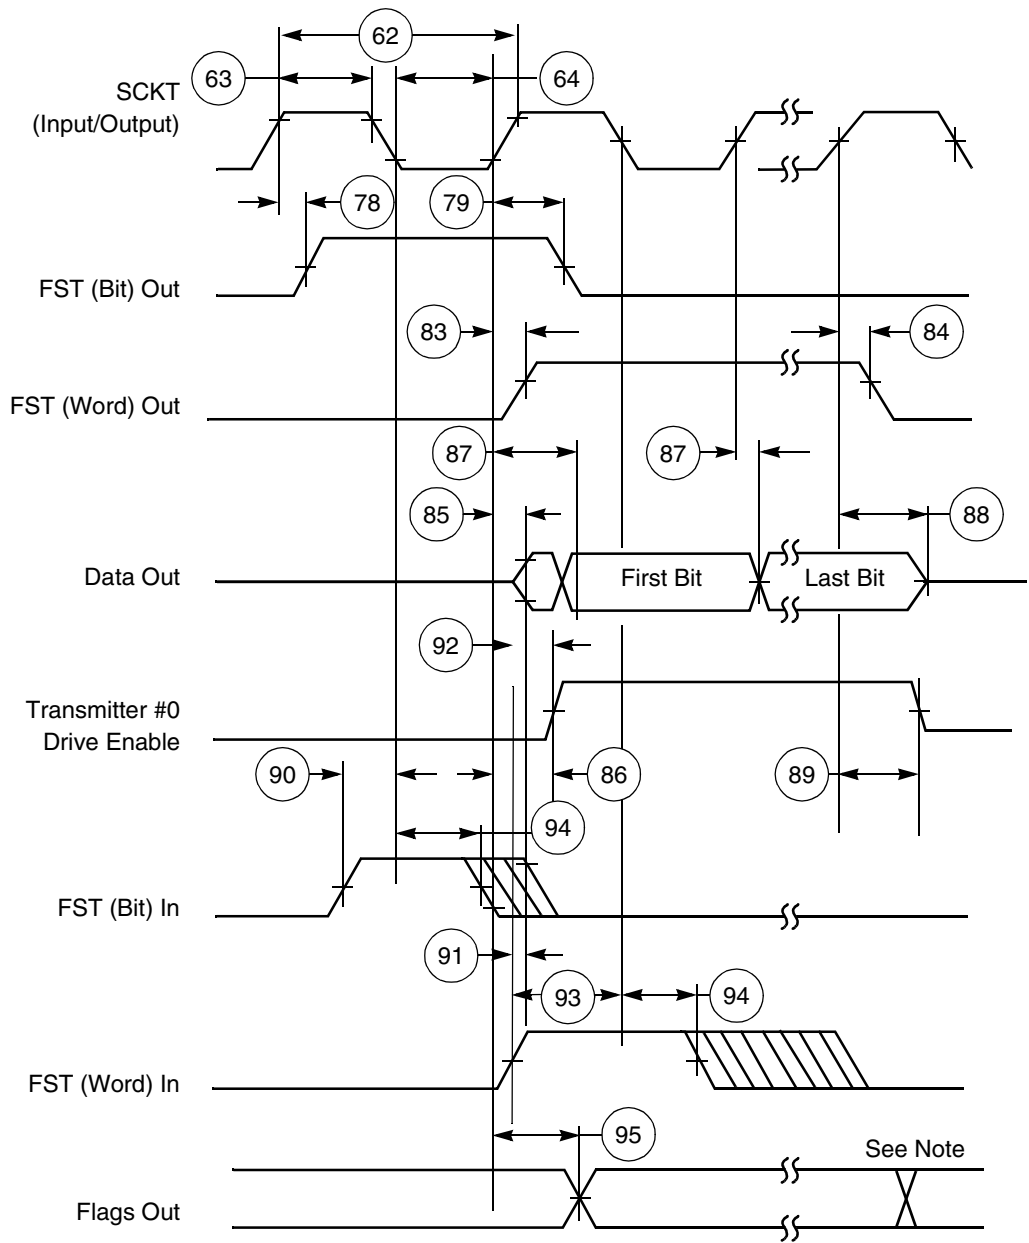 62
63
64
SCKT
(Input/Output)
78
79
FST (Bit) Out
83
84
FST (Word) Out
87
87
85
88
Data Out
First Bit
Last Bit
92
Transmitter #0
Drive Enable
90
86
89
94
FST (Bit) In
91
93
94
FST (Word) In
95
See Note
Flags Out